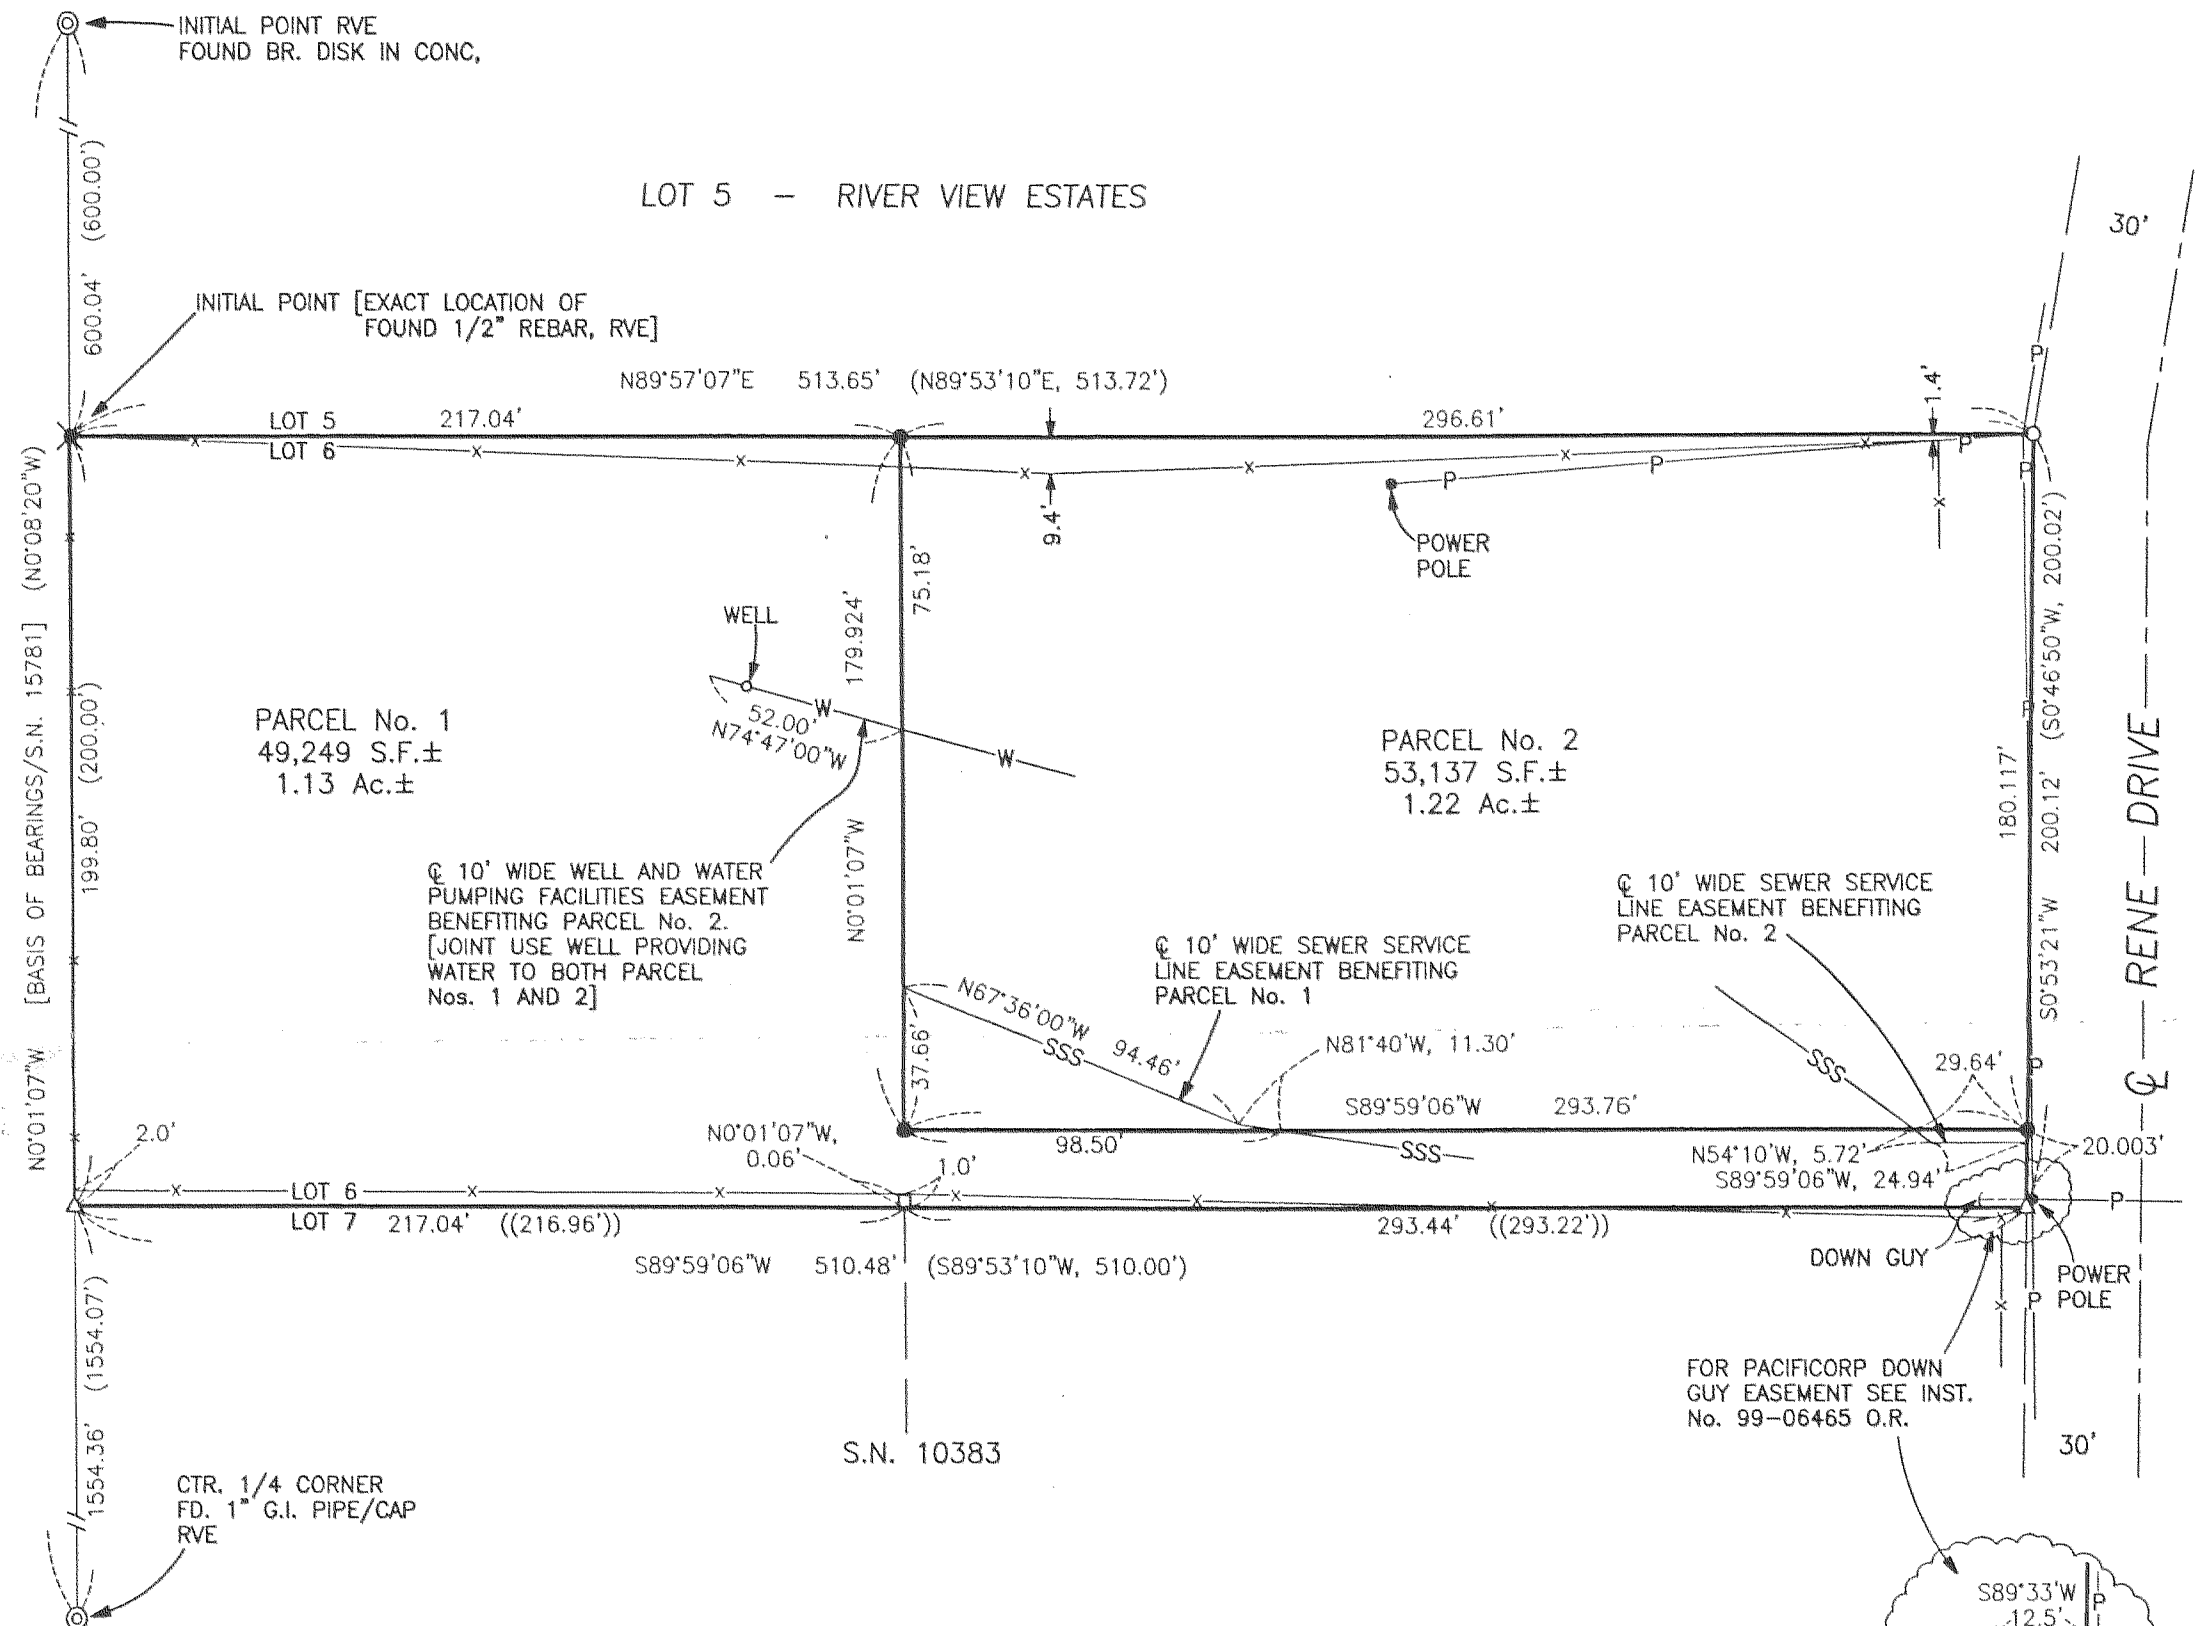 INITIAL POINT RVE
FOUND BR. DISK IN CONC,
600.04' (600.00')
LOT 5 – RIVER VIEW ESTATES
30'
INITIAL POINT [EXACT LOCATION OF
FOUND 1/2" REBAR, RVE]
N89°57'07"E 513.65' (N89°53'10"E, 513.72')
1.4'
P
LOT 5 217.04' 296.61'
LOT 6
x x x x x x x P
P P P
9.4'
x
POWER
POLE
N0°01'07"W [BASIS OF BEARINGS/S.N. 15781] (N0°08'20"W)
199.80' (200.00')
75.18'
179.924'
N0°01'07"W
WELL
W
52.00'
N74°47'00"W
W
PARCEL No. 1
49,249 S.F.±
1.13 Ac.±
PARCEL No. 2
53,137 S.F.±
1.22 Ac.±
P
180.117'
S0°53'21"W 200.12' (S0°46'50"W, 200.02')
℄ RENE DRIVE
℄ 10' WIDE WELL AND WATER
PUMPING FACILITIES EASEMENT
BENEFITING PARCEL No. 2.
[JOINT USE WELL PROVIDING
WATER TO BOTH PARCEL
Nos. 1 AND 2]
℄ 10' WIDE SEWER SERVICE
LINE EASEMENT BENEFITING
PARCEL No. 1
℄ 10' WIDE SEWER SERVICE
LINE EASEMENT BENEFITING
PARCEL No. 2
N67°36'00"W 94.46'
SSS
37.66'
N81°40'W, 11.30'
SSS
29.64'
P
S89°59'06"W 293.76'
2.0'
N0°01'07"W,
0.06'
1.0'
98.50'
SSS
N54°10'W, 5.72'
S89°59'06"W, 24.94'
20.003'
LOT 6
x x x x x x x x
P
LOT 7 217.04' ((216.96')) 293.44' ((293.22'))
S89°59'06"W 510.48' (S89°53'10"W, 510.00')
DOWN GUY
POWER
POLE
x P
1554.36' (1554.07')
FOR PACIFICORP DOWN
GUY EASEMENT SEE INST.
No. 99-06465 O.R.
30'
S.N. 10383
CTR. 1/4 CORNER
FD. 1" G.I. PIPE/CAP
RVE
S89°33'W
12.5'
P